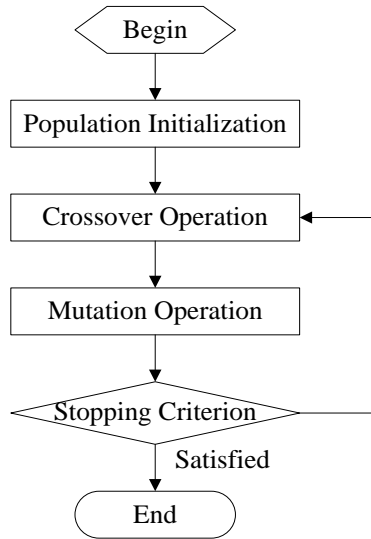 Begin
Population Initialization
Crossover Operation
Mutation Operation
Stopping Criterion
Satisfied
End